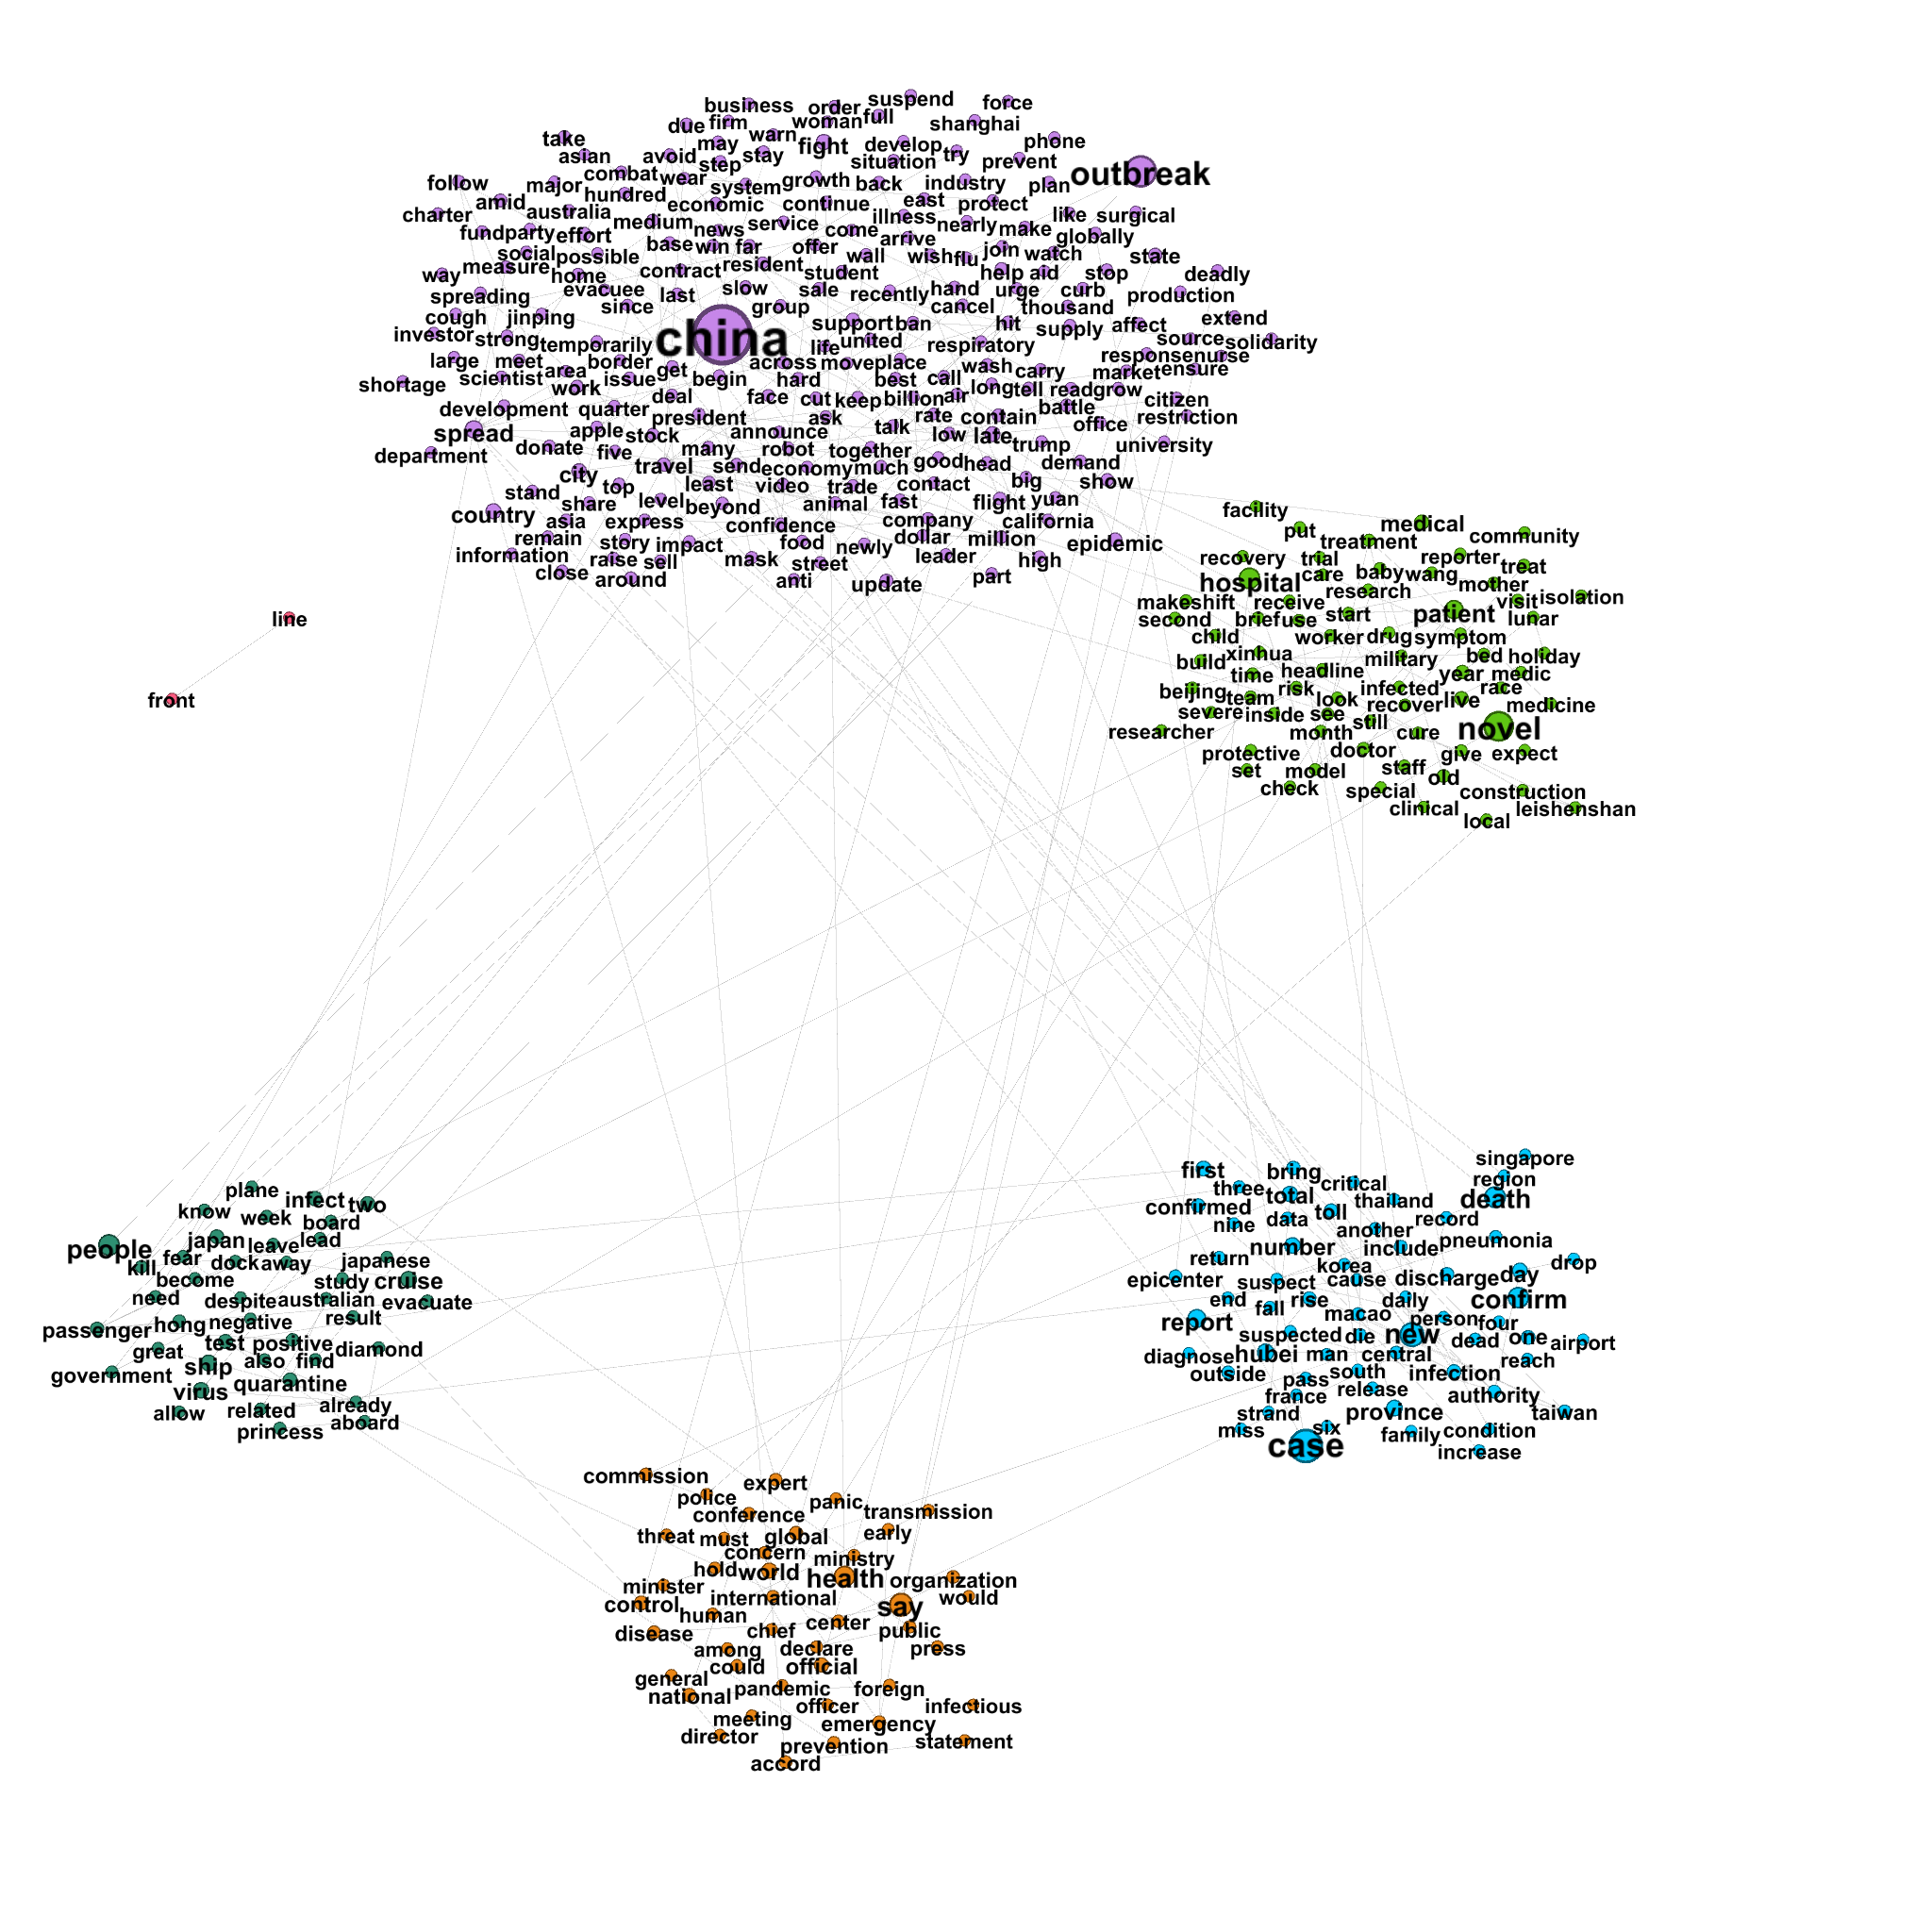 business
order
suspend
force
due
firm
woman
full
shanghai
take
may
warn
fight
develop
phone
asian
avoid
step
stay
situation
try
prevent
outbreak
follow
major
combat
wear
system
growth
back
industry
plan
amid
hundred
economic
continue
east
protect
charter
australia
medium
service
illness
nearly
make
like
surgical
fund
party
effort
news
come
arrive
globally
social
possible
base
win
far
offer
wall
wish
flu
join
watch
state
way
measure
home
contract
resident
student
help
aid
stop
deadly
spreading
evacuee
last
slow
sale
recently
hand
urge
curb
production
since
group
cancel
thousand
cough
jinping
china
support
ban
hit
supply
affect
extend
investor
strong
temporarily
life
united
respiratory
source
solidarity
large
meet
border
across
move
place
wash
response
nurse
shortage
scientist
area
work
issue
get
begin
hard
best
call
carry
market
ensure
development
quarter
deal
face
cut
keep
billion
air
long
tell
read
grow
citizen
spread
president
ask
rate
contain
battle
office
restriction
department
donate
apple
five
stock
announce
talk
low
late
trump
university
city
travel
many
robot
together
good
head
demand
stand
top
send
economy
much
big
show
share
level
least
video
trade
contact
country
asia
express
beyond
animal
fast
flight
yuan
remain
story
impact
confidence
company
california
information
raise
sell
mask
food
newly
dollar
million
epidemic
close
around
anti
street
update
leader
part
high
facility
put
medical
community
recovery
trial
treatment
reporter
treat
hospital
care
baby
wang
mother
makeshift
receive
research
patient
visit
isolation
second
brief
use
start
lunar
child
worker
drug
symptom
build
xinhua
headline
military
bed
holiday
beijing
time
risk
infected
year
medic
severe
team
inside
look
see
recover
live
race
medicine
researcher
month
still
cure
novel
protective
doctor
give
expect
set
model
staff
old
check
special
construction
clinical
local
leishenshan
line
front
plane
infect
two
know
week
board
people
japan
leave
lead
kill
fear
dock
away
japanese
become
study
cruise
need
despite
australian
evacuate
passenger
hong
negative
result
great
test
positive
diamond
government
ship
also
find
virus
quarantine
allow
related
already
princess
aboard
singapore
first
bring
critical
region
three
total
thailand
death
confirmed
nine
data
toll
another
record
return
number
include
pneumonia
epicenter
suspect
korea
cause
discharge
day
drop
end
fall
rise
daily
confirm
report
macao
person
four
suspected
die
new
dead
one
airport
diagnose
hubei
man
central
reach
outside
pass
south
infection
france
release
authority
strand
province
taiwan
miss
six
family
condition
case
increase
commission
expert
police
panic
transmission
conference
threat
must
global
early
concern
ministry
hold
world
health
organization
minister
international
would
control
human
say
disease
chief
center
public
among
declare
press
could
official
general
national
pandemic
foreign
officer
infectious
meeting
emergency
director
prevention
statement
accord